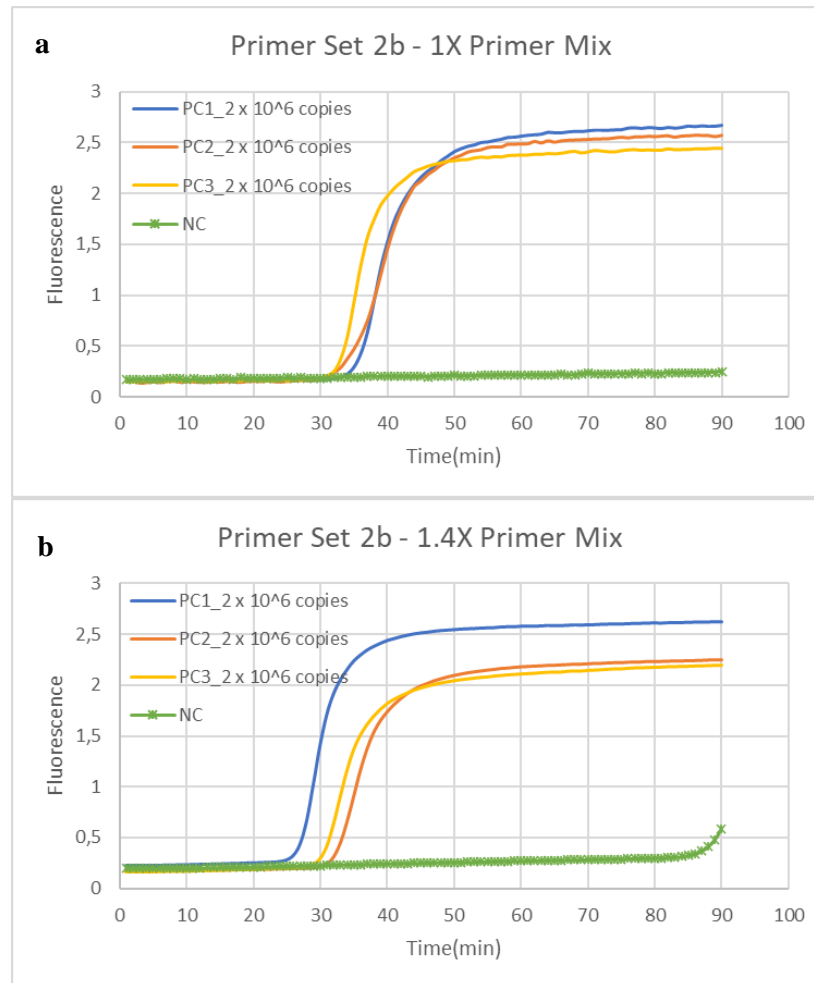 a
Primer Set 2b - 1X Primer Mix
3
2,5
2
1,5
1
0,5
0
Fluorescence
PC1_2 x 10^6 copies
PC2_2 x 10^6 copies
PC3_2 x 10^6 copies
NC
0 10 20 30 40 50 60 70 80 90 100
Time(min)
b
Primer Set 2b - 1.4X Primer Mix
3
2,5
2
1,5
1
0,5
0
Fluorescence
PC1_2 x 10^6 copies
PC2_2 x 10^6 copies
PC3_2 x 10^6 copies
NC
0 10 20 30 40 50 60 70 80 90 100
Time(min)